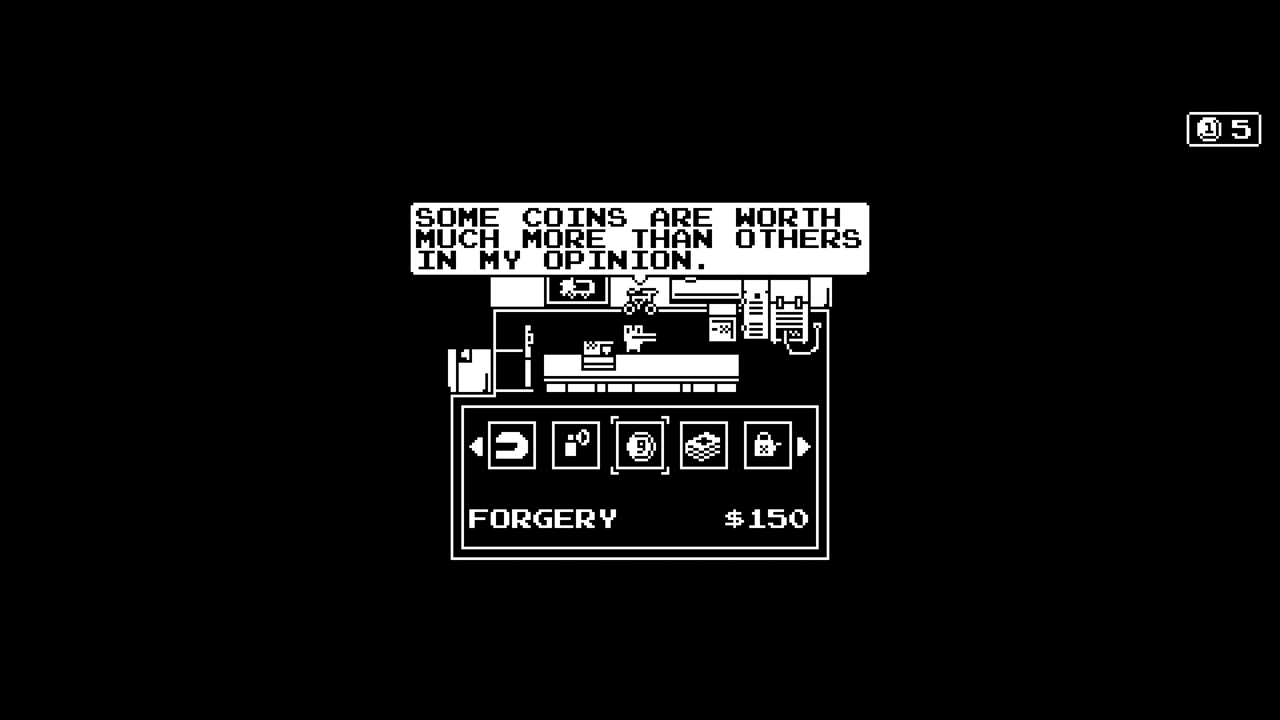 5
SOME COINS ARE WORTH
MUCH MORE THAN OTHERS
IN MY OPINION.
FORGERY $150